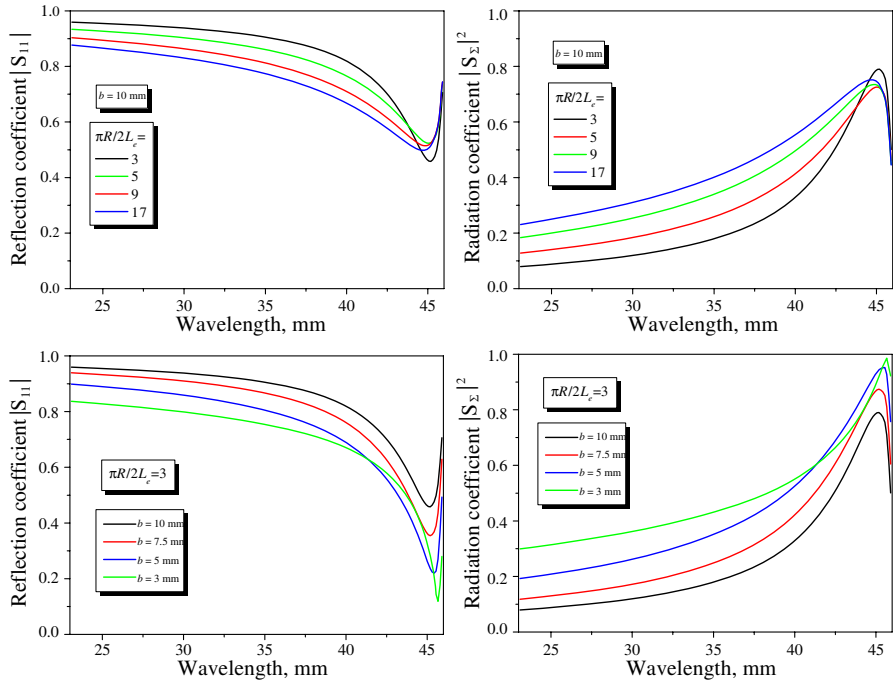 Reflection coefficient |S₁₁|
1.0
0.8
0.6
0.4
0.2
0.0
b = 10 mm
πR/2Lₑ=
3
5
9
17
25 30 35 40 45
Wavelength, mm
Radiation coefficient |S_Σ|²
1.0
0.8
0.6
0.4
0.2
0.0
b = 10 mm
πR/2Lₑ=
3
5
9
17
25 30 35 40 45
Wavelength, mm
Reflection coefficient |S₁₁|
1.0
0.8
0.6
0.4
0.2
0.0
πR/2Lₑ=3
b = 10 mm
b = 7.5 mm
b = 5 mm
b = 3 mm
25 30 35 40 45
Wavelength, mm
Radiation coefficient |S_Σ|²
1.0
0.8
0.6
0.4
0.2
0.0
πR/2Lₑ=3
b = 10 mm
b = 7.5 mm
b = 5 mm
b = 3 mm
25 30 35 40 45
Wavelength, mm